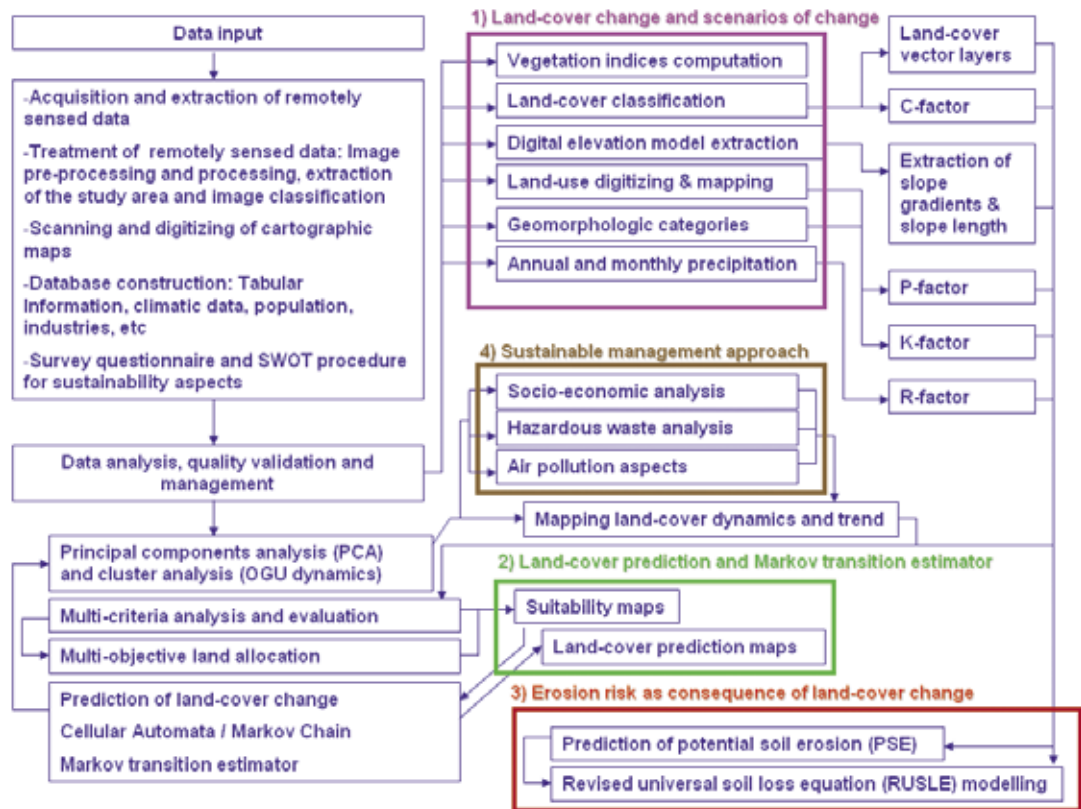 Data input
-Acquisition and extraction of remotely
sensed data
-Treatment of remotely sensed data: Image
pre-processing and processing, extraction
of the study area and image classification
-Scanning and digitizing of cartographic
maps
-Database construction: Tabular
Information, climatic data, population,
industries, etc
-Survey questionnaire and SWOT procedure
for sustainability aspects
Data analysis, quality validation and
management
Principal components analysis (PCA)
and cluster analysis (OGU dynamics)
Multi-criteria analysis and evaluation
Multi-objective land allocation
Prediction of land-cover change
Cellular Automata / Markov Chain
Markov transition estimator
1) Land-cover change and scenarios of change
Vegetation indices computation
Land-cover classification
Digital elevation model extraction
Land-use digitizing & mapping
Geomorphologic categories
Annual and monthly precipitation
Land-cover
vector layers
C-factor
Extraction of
slope
gradients &
slope length
P-factor
K-factor
R-factor
4) Sustainable management approach
Socio-economic analysis
Hazardous waste analysis
Air pollution aspects
Mapping land-cover dynamics and trend
2) Land-cover prediction and Markov transition estimator
Suitability maps
Land-cover prediction maps
3) Erosion risk as consequence of land-cover change
Prediction of potential soil erosion (PSE)
Revised universal soil loss equation (RUSLE) modelling